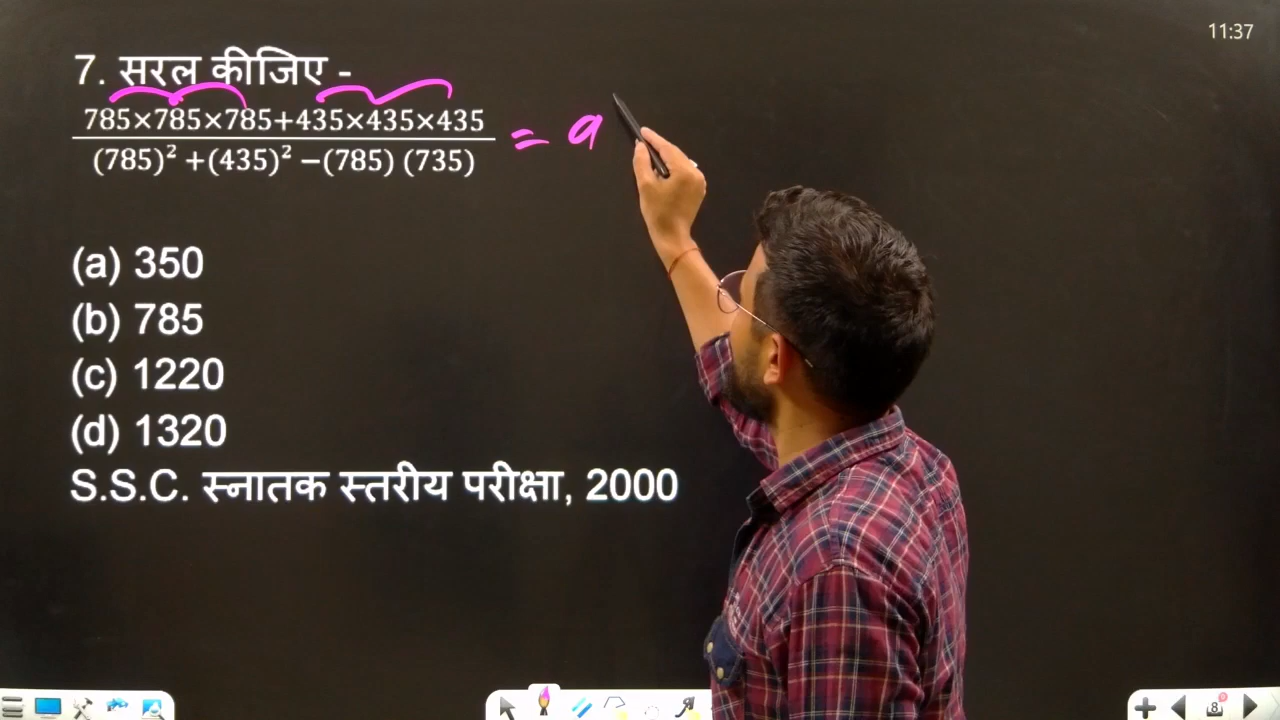 11:37
7. सरल कीजिए -
785×785×785+435×435×435
(785)² +(435)² −(785) (735)
= a
(a) 350
(b) 785
(c) 1220
(d) 1320
S.S.C. स्नातक स्तरीय परीक्षा, 2000
8